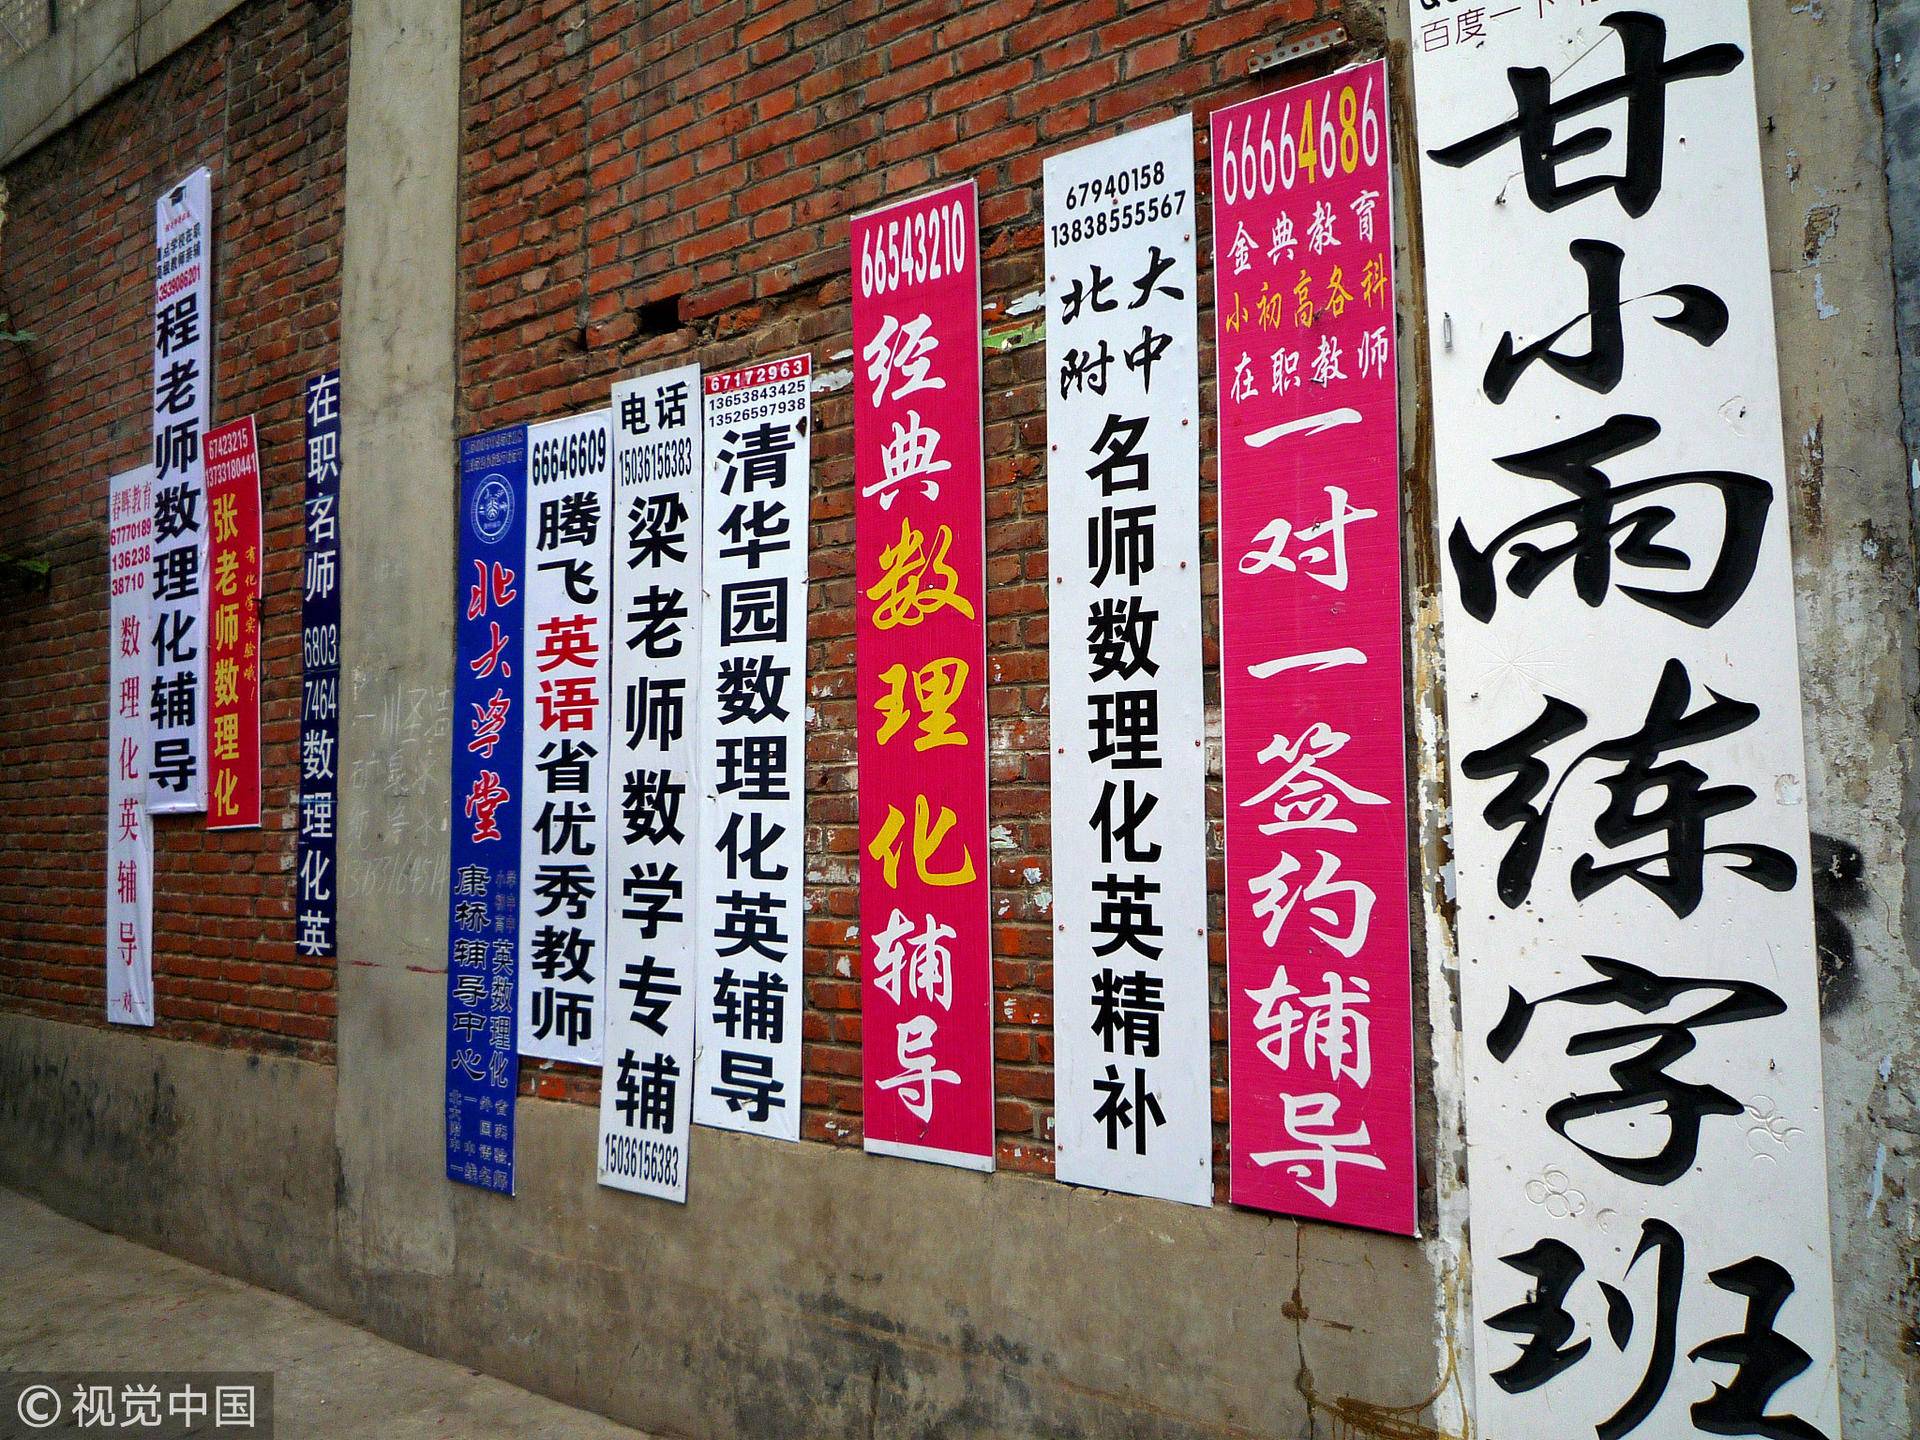 春晖教育
67770189
136238
38710
数理化英辅导
一对一
13939086201
程老师数理化辅导
67423215
13733180441
张老师数理化
有化学实验哦！
在职名师
6803
7464
数理化英
北大学堂
康桥辅导中心
英数理化
66646609
腾飞英语省优秀教师
电话
15036156383
梁老师数学专辅
15036156383
67172963
13653843425
13526597938
清华园数理化英辅导
66543210
经典数理化辅导
67940158
13838555567
北大
附中
名师数理化英精补
66664686
金典教育
小初高各科
在职教师
一对一签约辅导
百度一下
甘小雨练字班
© 视觉中国